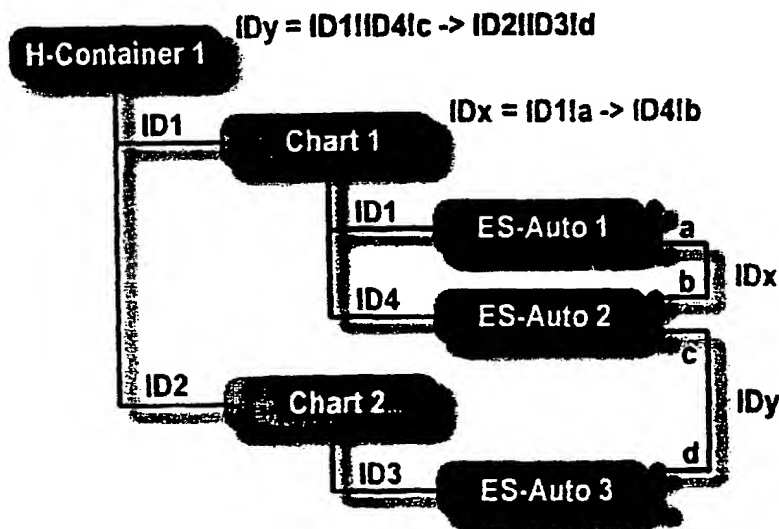 IDy = ID1!ID4!c -> ID2!ID3!d
H-Container 1
IDx = ID1!a -> ID4!b
ID1
Chart 1
ID1
ES-Auto 1
a
IDx
b
ID4
ES-Auto 2
c
ID2
Chart 2...
IDy
d
ID3
ES-Auto 3